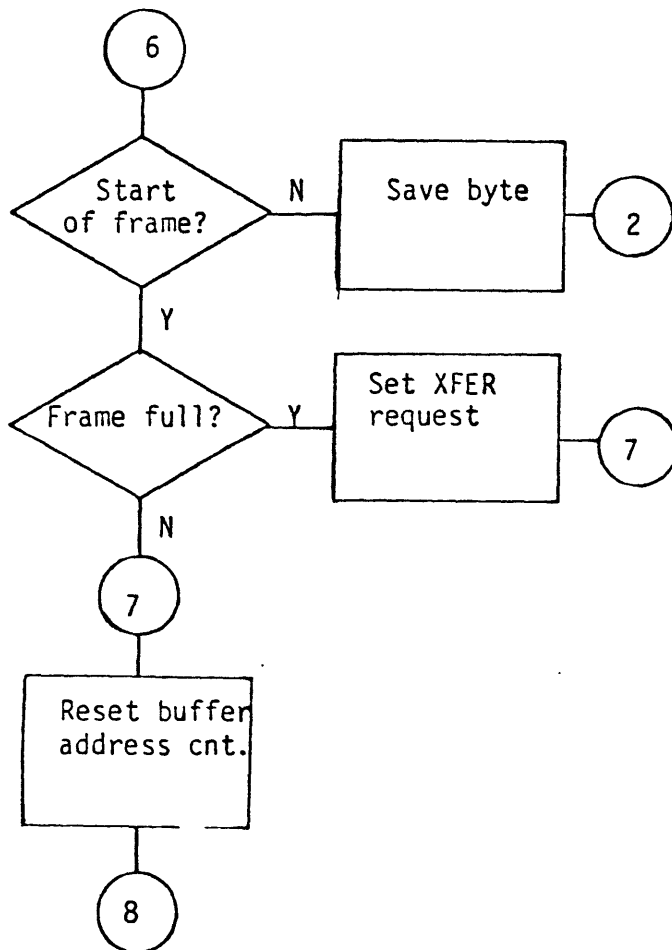 6
Start
of frame?
N
Save byte
2
Y
Frame full?
Y
Set XFER
request
7
N
7
Reset buffer
address cnt.
8